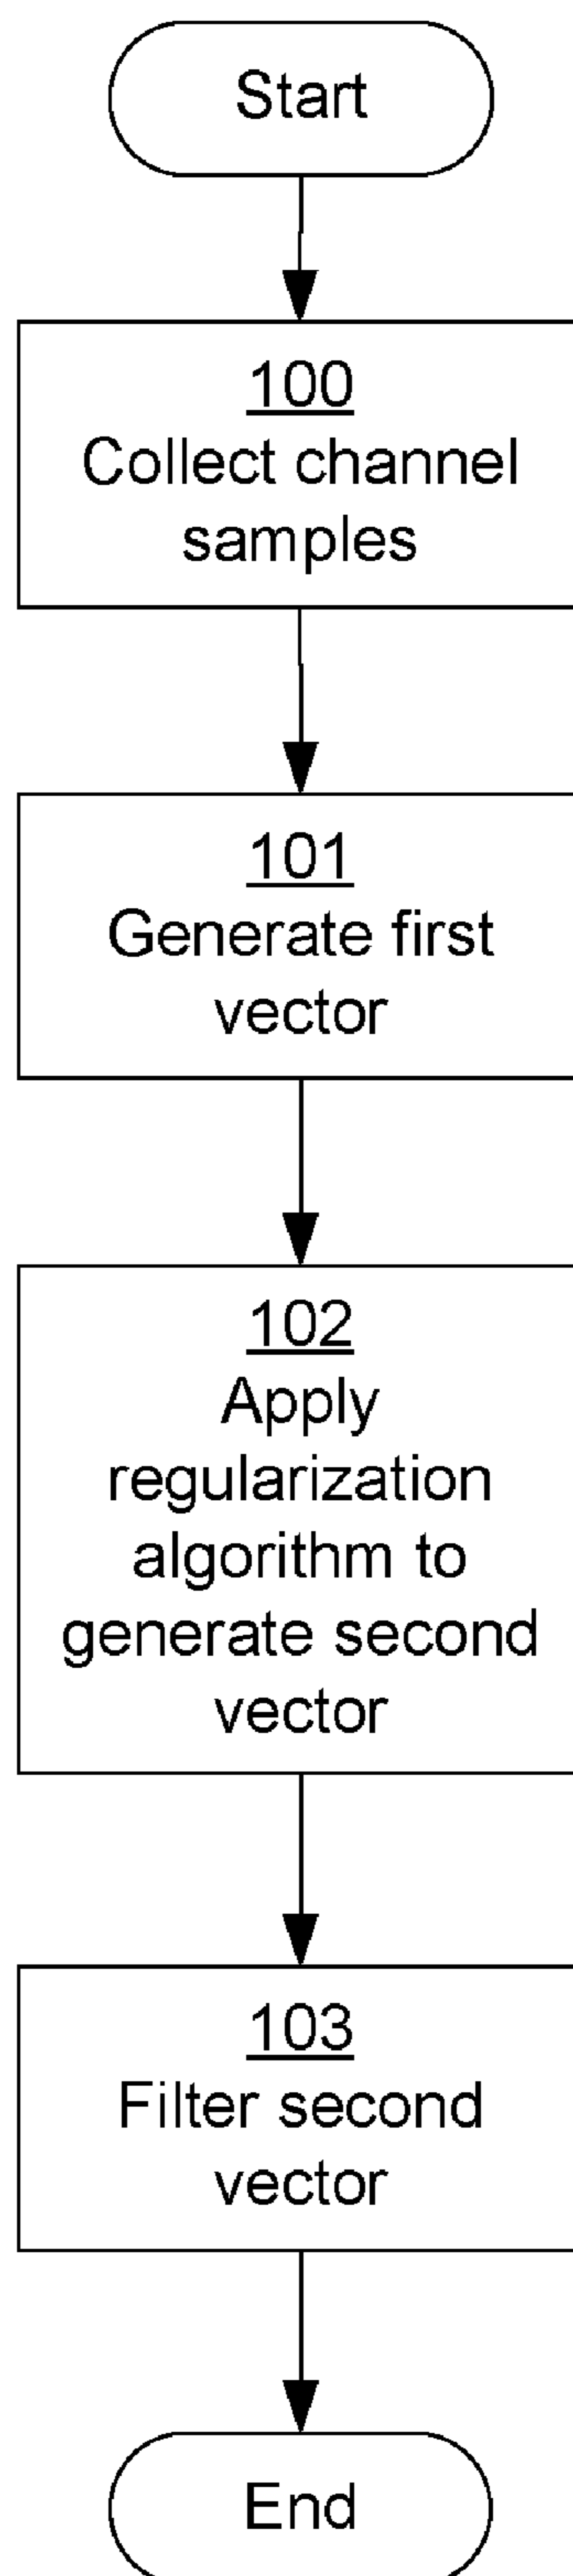 Start
100
Collect channel
samples
101
Generate first
vector
102
Apply
regularization
algorithm to
generate second
vector
103
Filter second
vector
End